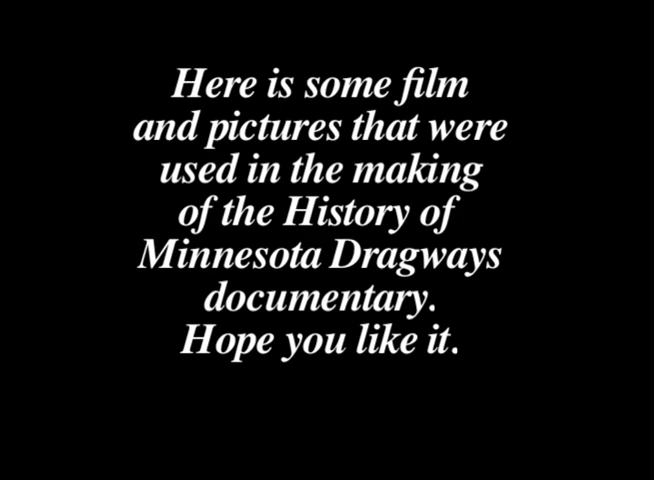 Here is some film
and pictures that were
used in the making
of the History of
Minnesota Dragways
documentary.
Hope you like it.